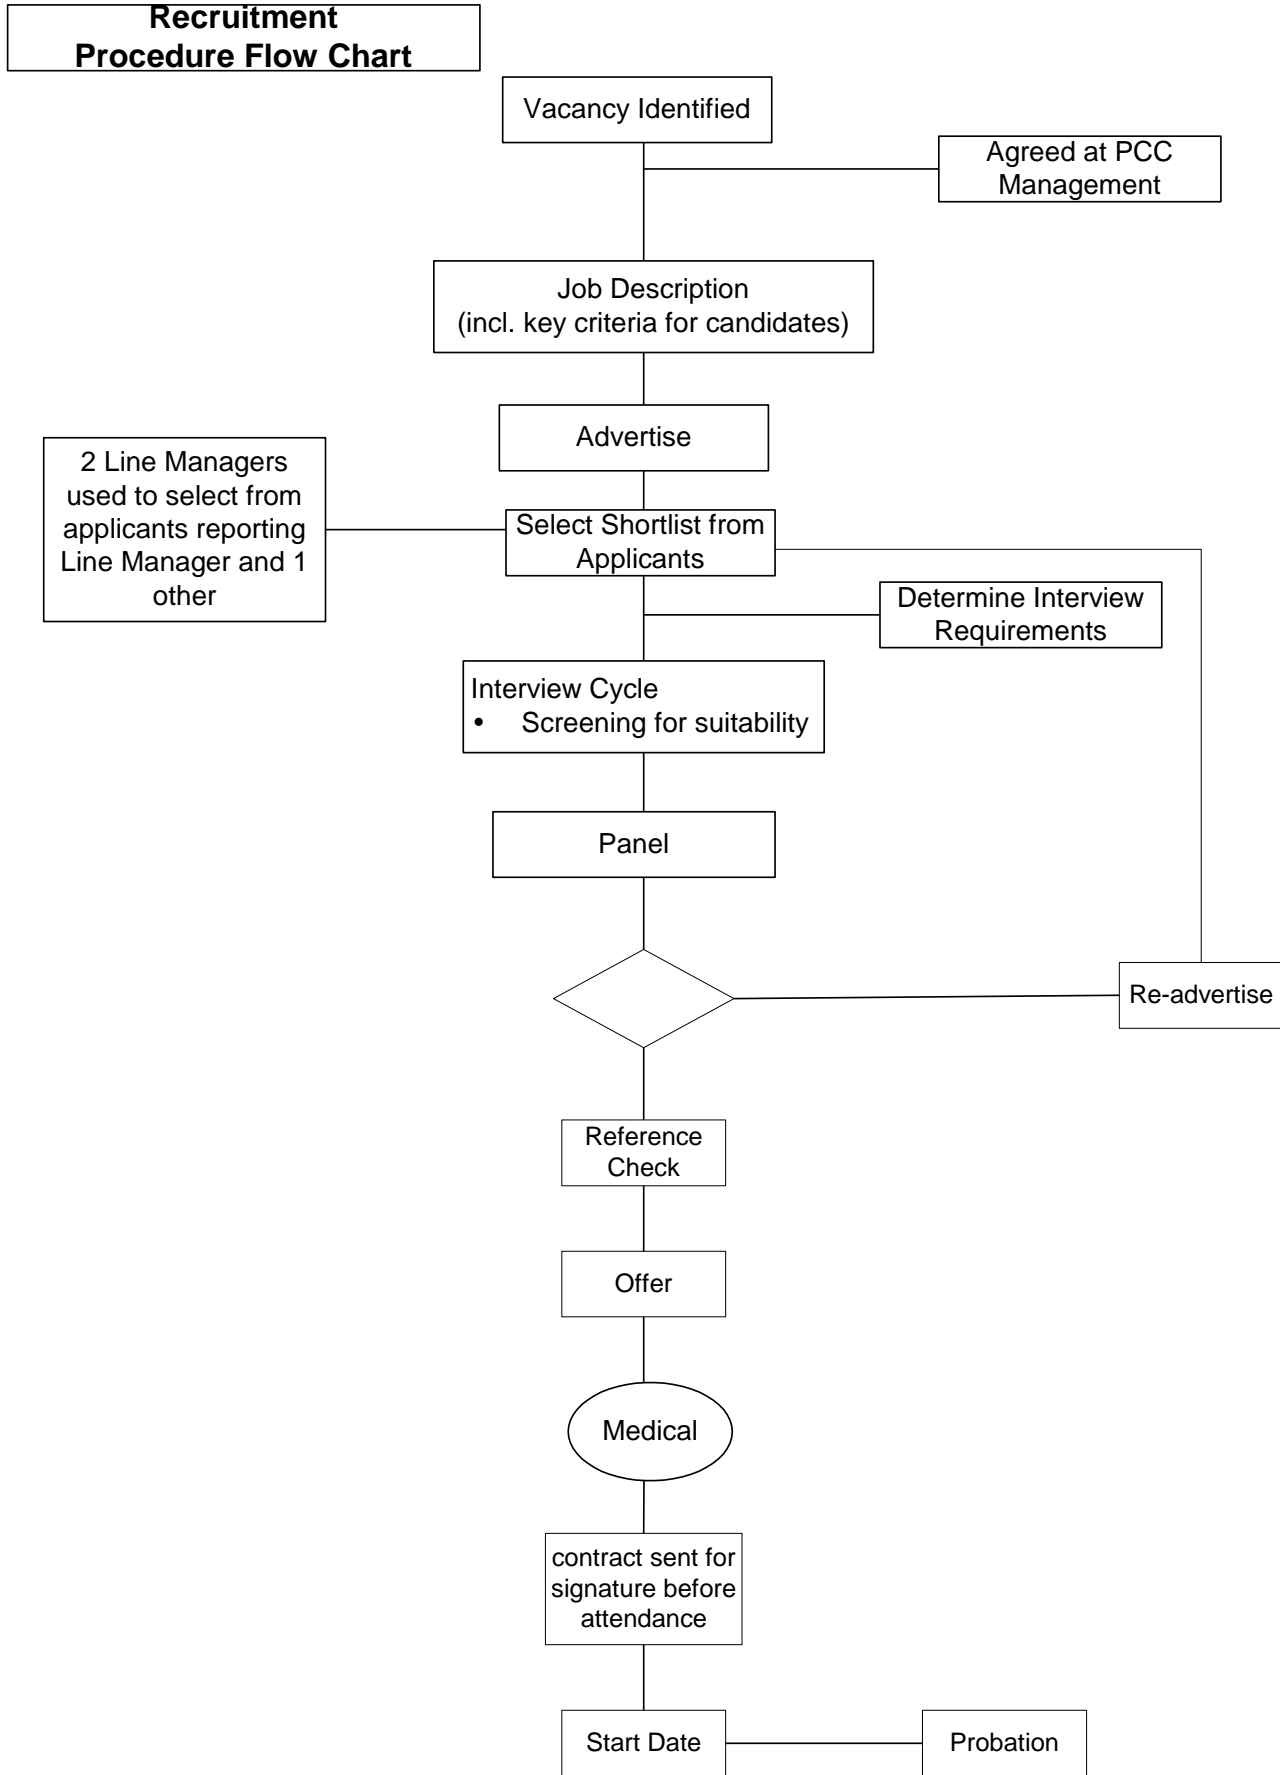 Recruitment
Procedure Flow Chart
Vacancy Identified
Agreed at PCC
Management
Job Description
(incl. key criteria for candidates)
Advertise
2 Line Managers
used to select from
applicants reporting
Line Manager and 1
other
Select Shortlist from
Applicants
Determine Interview
Requirements
Interview Cycle
• Screening for suitability
Panel
Re-advertise
Reference
Check
Offer
Medical
contract sent for
signature before
attendance
Start Date
Probation